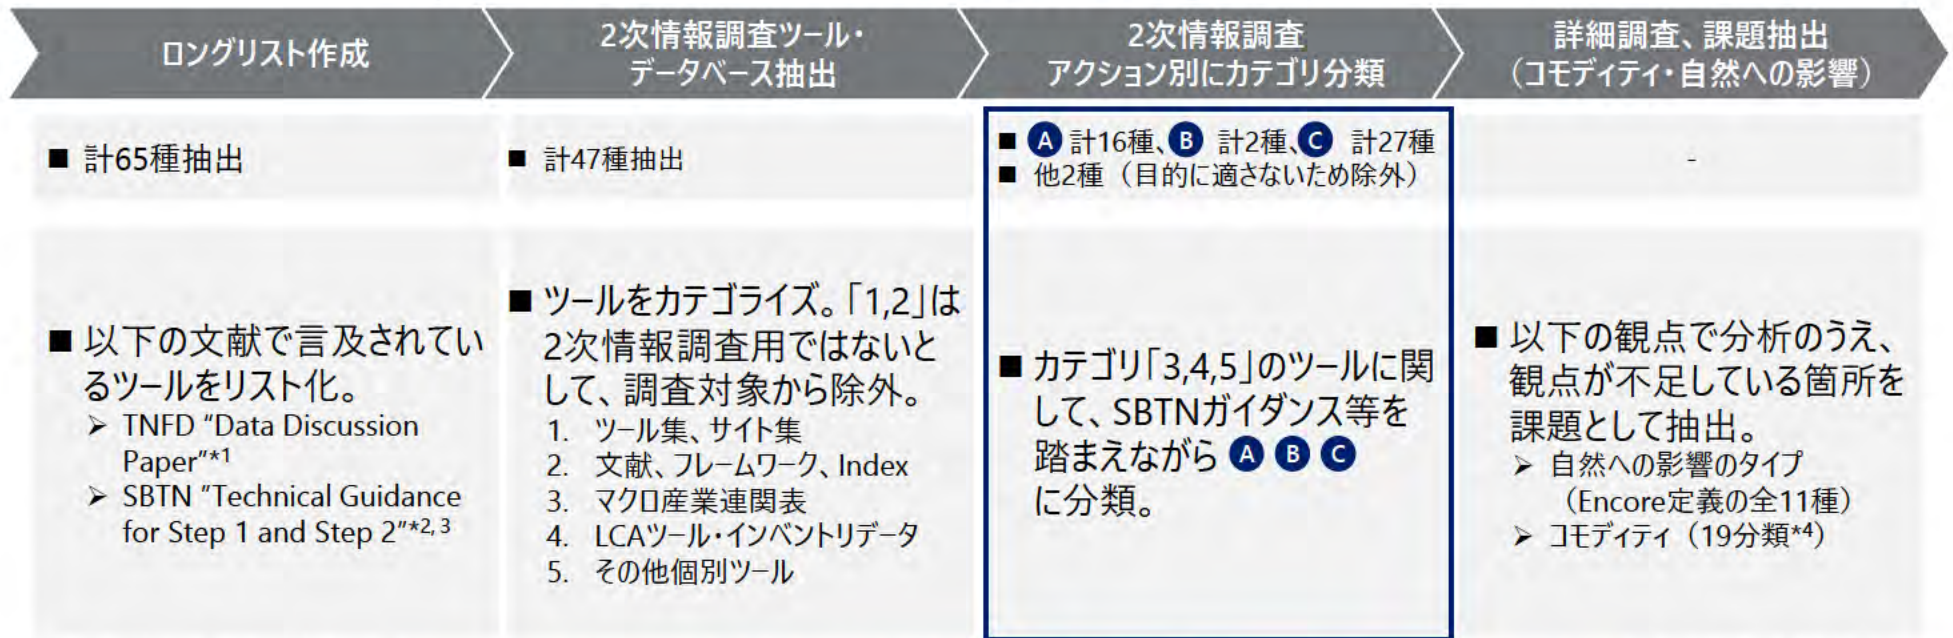 ロングリスト作成
2次情報調査ツール・
データベース抽出
2次情報調査
アクション別にカテゴリ分類
詳細調査、課題抽出
（コモディティ・自然への影響）
■ 計65種抽出
■ 計47種抽出
■ A 計16種、B 計2種、C 計27種
■ 他2種（目的に適さないため除外）
-
■ 以下の文献で言及されてい
るツールをリスト化。
➢ TNFD “Data Discussion
Paper”*1
➢ SBTN “Technical Guidance
for Step 1 and Step 2”*2, 3
■ ツールをカテゴライズ。「1,2」は
2次情報調査用ではないと
して、調査対象から除外。
1. ツール集、サイト集
2. 文献、フレームワーク、Index
3. マクロ産業連関表
4. LCAツール・インベントリデータ
5. その他個別ツール
■ カテゴリ「3,4,5」のツールに関
して、SBTNガイダンス等を
踏まえながら A B C
に分類。
■ 以下の観点で分析のうえ、
観点が不足している箇所を
課題として抽出。
➢ 自然への影響のタイプ
（Encore定義の全11種）
➢ コモディティ（19分類*4）